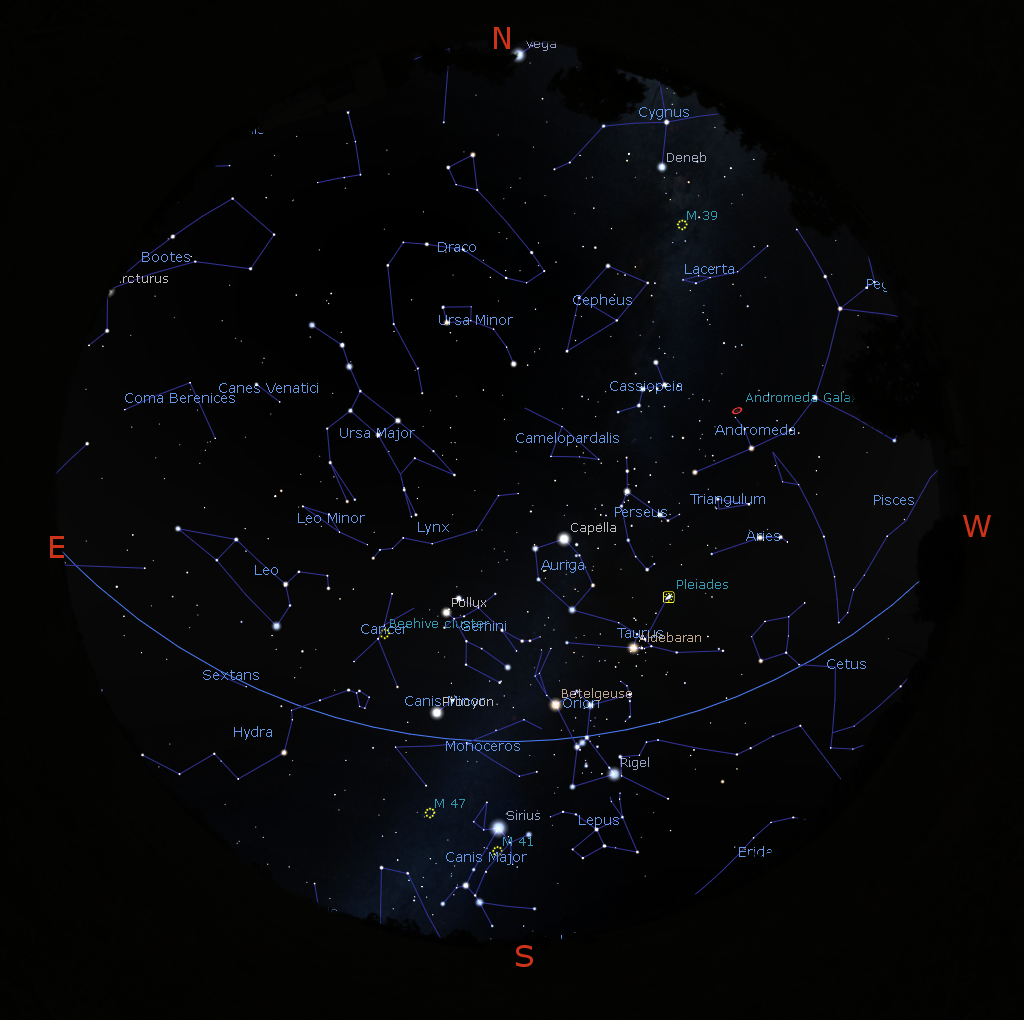 N
Vega
Cygnus
Deneb
M 39
Draco
Bootes
Lacerta
rcturus
Peg
Cepheus
Ursa Minor
Cassiopeia
Canes Venatici
Coma Berenices
Andromeda Gala
Andromeda
Ursa Major
Camelopardalis
Triangulum
Pisces
Perseus
Leo Minor
Lynx
Capella
W
Aries
E
Auriga
Leo
Pleiades
Pollux
Beehive cluster
Gemini
Cancer
Taurus
Aldebaran
Cetus
Sextans
Betelgeuse
Canis Minor
Procyon
Orion
Hydra
Monoceros
Rigel
M 47
Sirius
Lepus
M 41
Canis Major
Erida
S